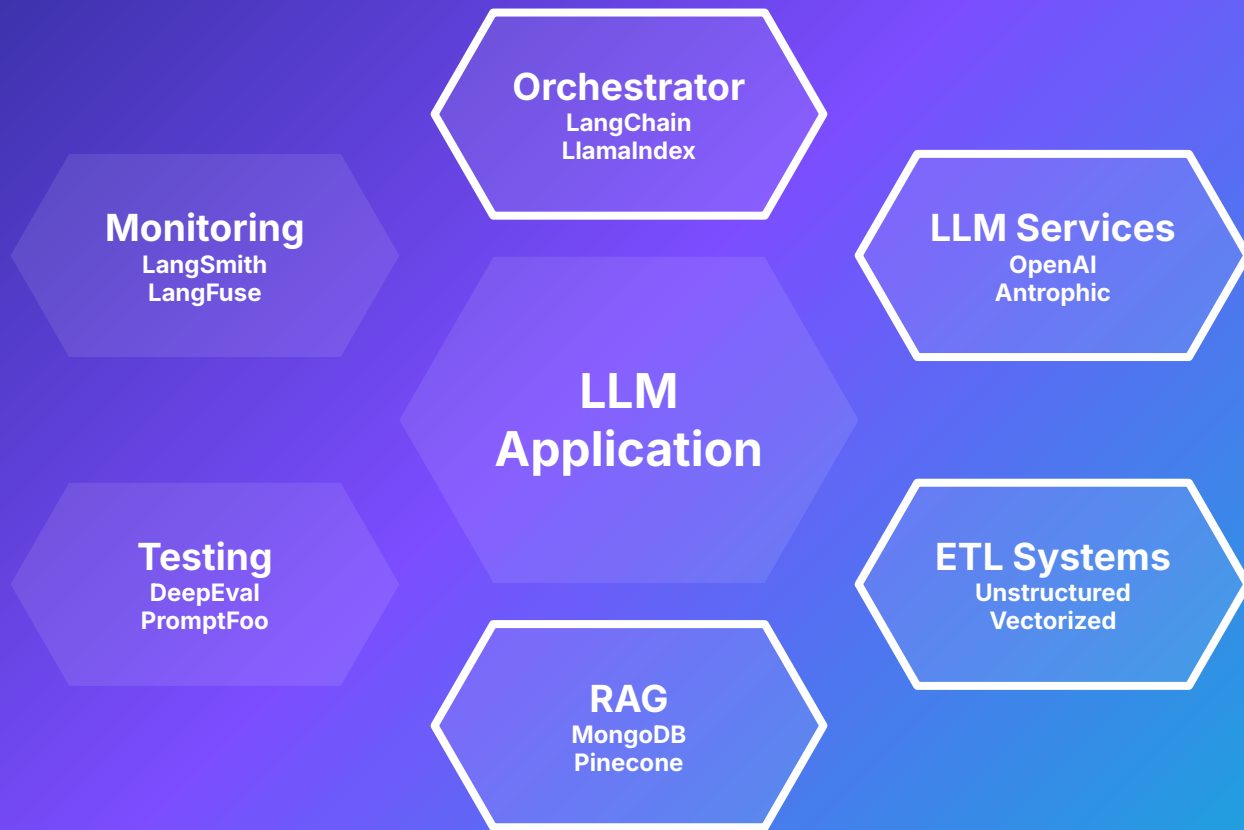 Orchestrator
LangChain
LlamaIndex
Monitoring
LangSmith
LangFuse
LLM Services
OpenAI
Antrophic
LLM
Application
Testing
DeepEval
PromptFoo
ETL Systems
Unstructured
Vectorized
RAG
MongoDB
Pinecone